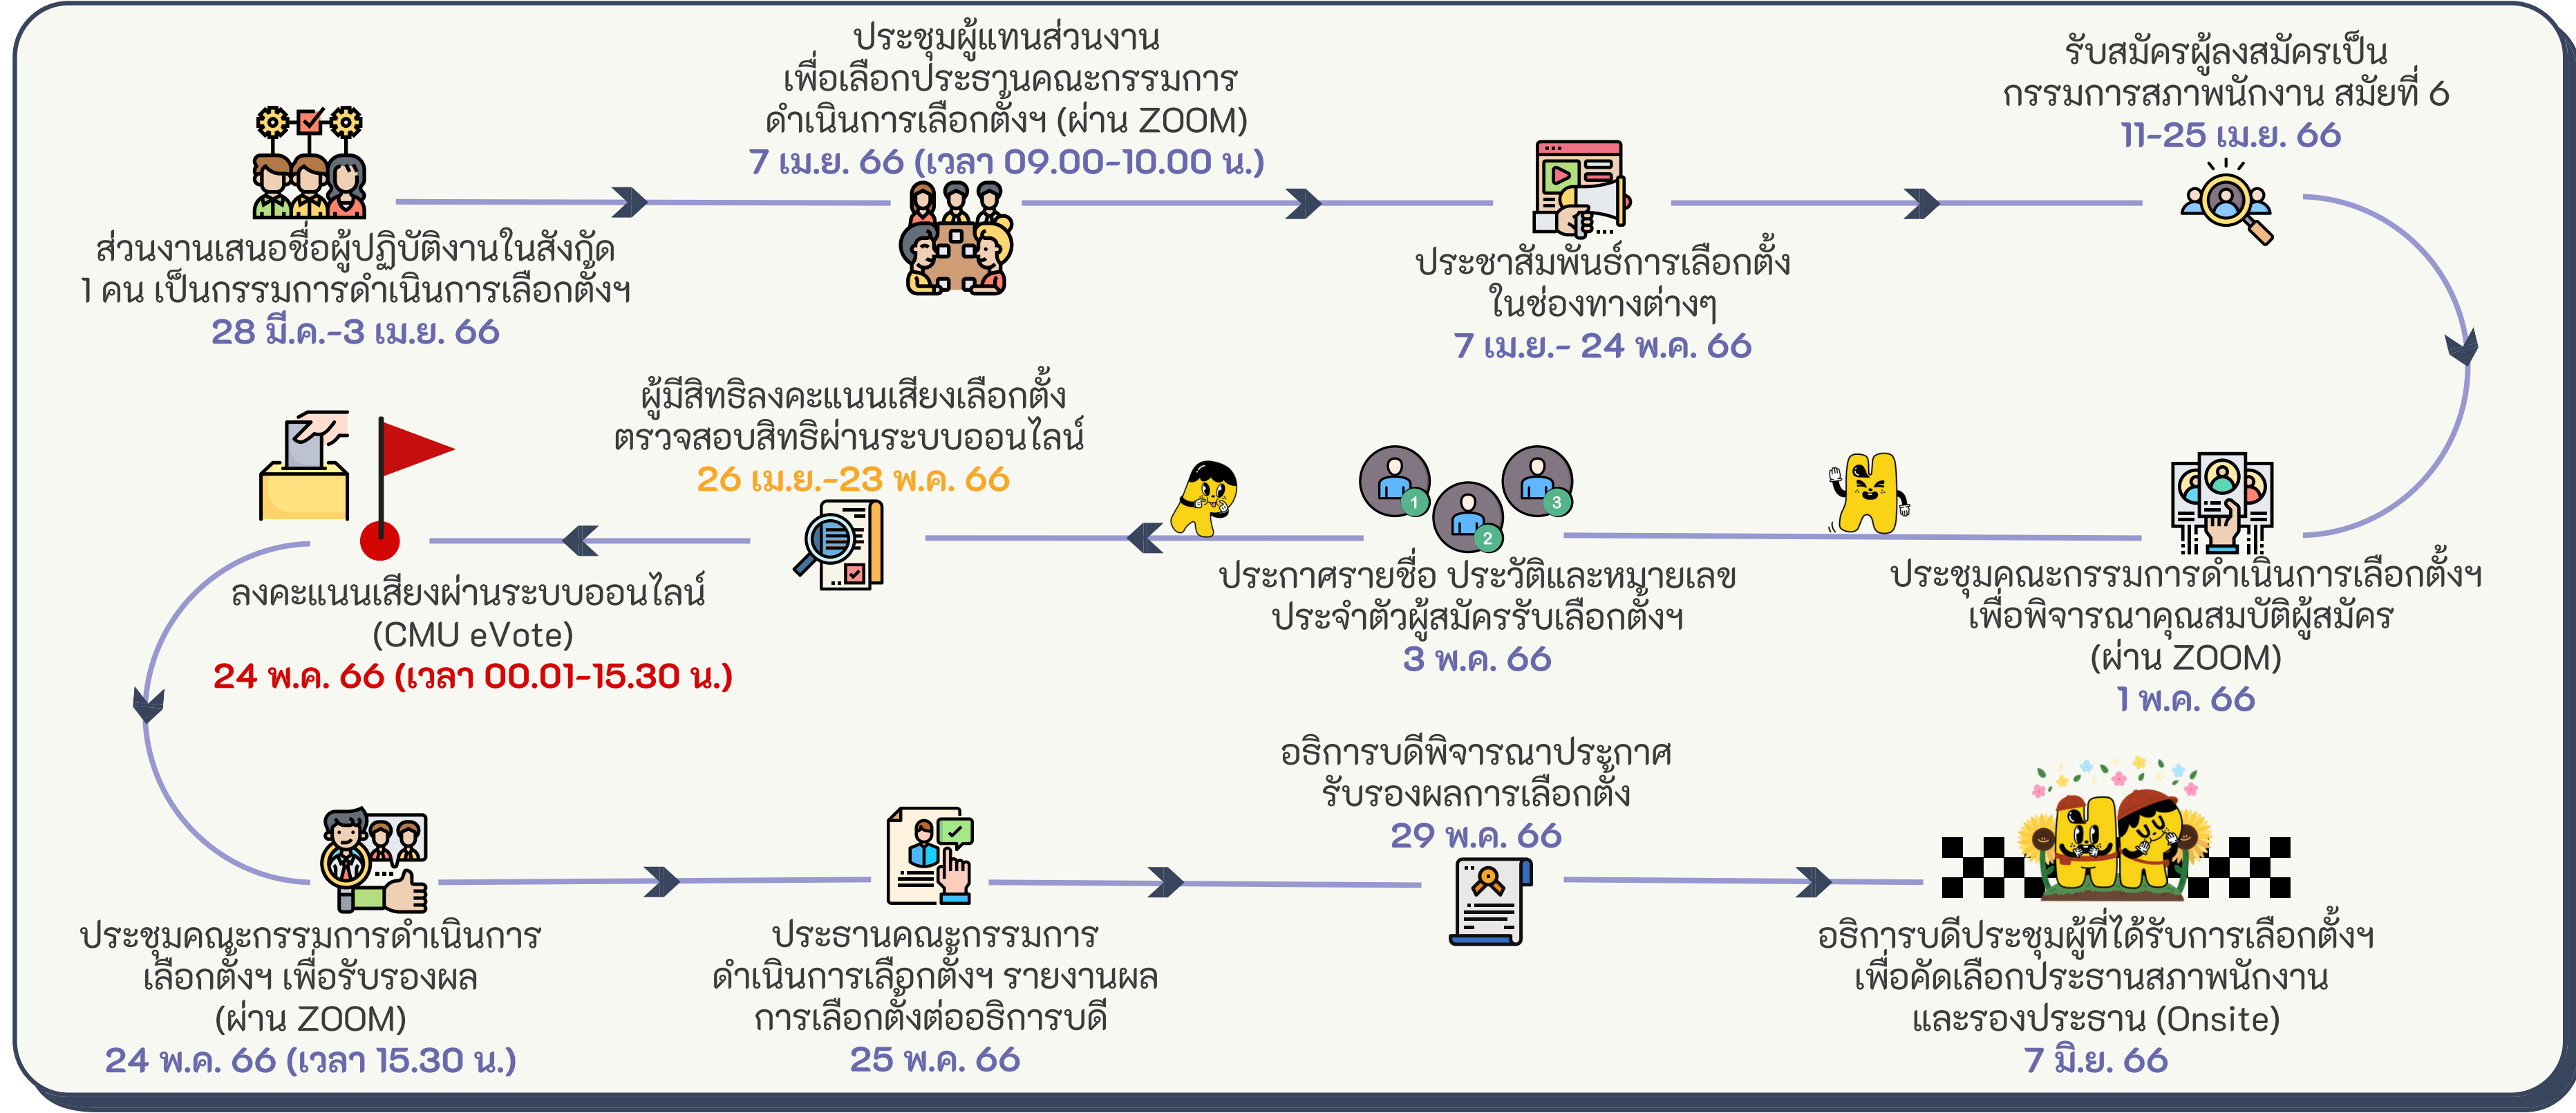 ส่วนงานเสนอชื่อผู้ปฏิบัติงานในสังกัด
1 คน เป็นกรรมการดำเนินการเลือกตั้งฯ
28 มี.ค.-3 เม.ย. 66
ประชุมผู้แทนส่วนงาน
เพื่อเลือกประธานคณะกรรมการ
ดำเนินการเลือกตั้งฯ (ผ่าน ZOOM)
7 เม.ย. 66 (เวลา 09.00-10.00 น.)
ประชาสัมพันธ์การเลือกตั้ง
ในช่องทางต่างๆ
7 เม.ย.- 24 พ.ค. 66
รับสมัครผู้ลงสมัครเป็น
กรรมการสภาพนักงาน สมัยที่ 6
11-25 เม.ย. 66
ประชุมคณะกรรมการดำเนินการเลือกตั้งฯ
เพื่อพิจารณาคุณสมบัติผู้สมัคร
(ผ่าน ZOOM)
1 พ.ค. 66
1
2
3
ประกาศรายชื่อ ประวัติและหมายเลข
ประจำตัวผู้สมัครรับเลือกตั้งฯ
3 พ.ค. 66
ผู้มีสิทธิลงคะแนนเสียงเลือกตั้ง
ตรวจสอบสิทธิผ่านระบบออนไลน์
26 เม.ย.-23 พ.ค. 66
ลงคะแนนเสียงผ่านระบบออนไลน์
(CMU eVote)
24 พ.ค. 66 (เวลา 00.01-15.30 น.)
ประชุมคณะกรรมการดำเนินการ
เลือกตั้งฯ เพื่อรับรองผล
(ผ่าน ZOOM)
24 พ.ค. 66 (เวลา 15.30 น.)
ประธานคณะกรรมการ
ดำเนินการเลือกตั้งฯ รายงานผล
การเลือกตั้งต่ออธิการบดี
25 พ.ค. 66
อธิการบดีพิจารณาประกาศ
รับรองผลการเลือกตั้ง
29 พ.ค. 66
อธิการบดีประชุมผู้ที่ได้รับการเลือกตั้งฯ
เพื่อคัดเลือกประธานสภาพนักงาน
และรองประธาน (Onsite)
7 มิ.ย. 66